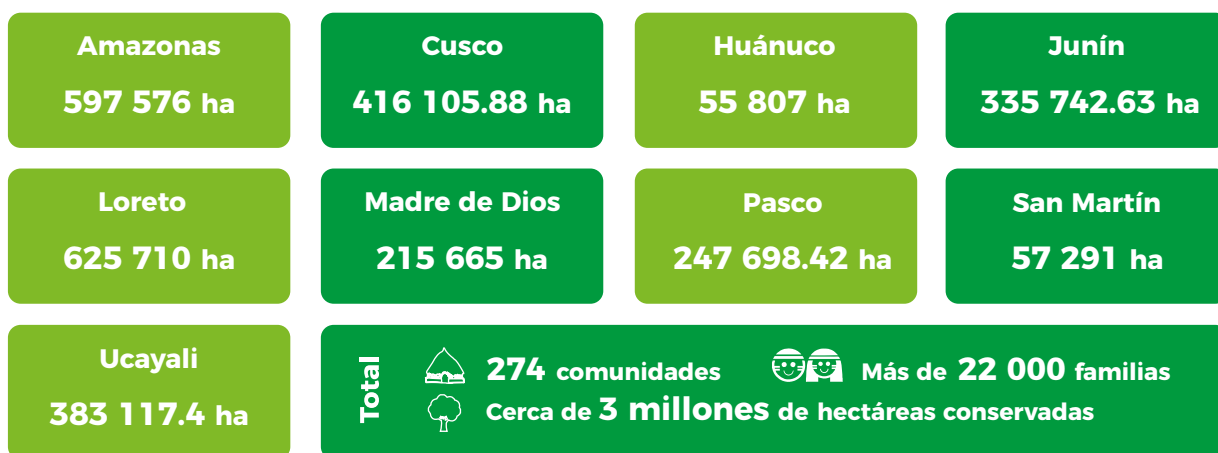 Amazonas
597 576 ha
Cusco
416 105.88 ha
Huánuco
55 807 ha
Junín
335 742.63 ha
Loreto
625 710 ha
Madre de Dios
215 665 ha
Pasco
247 698.42 ha
San Martín
57 291 ha
Ucayali
383 117.4 ha
Total
274 comunidades
Más de 22 000 familias
Cerca de 3 millones de hectáreas conservadas